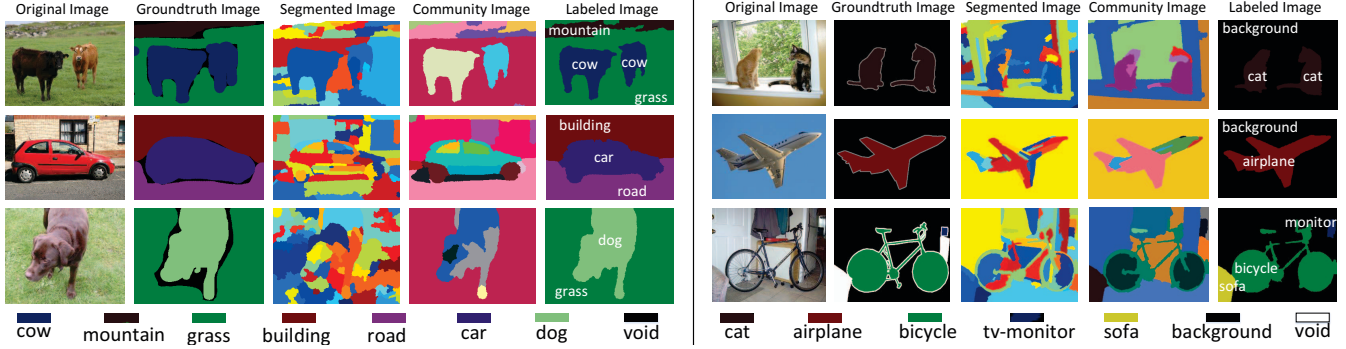 Original Image Groundtruth Image Segmented Image Community Image Labeled Image
mountain
cow cow
grass
building
car
road
dog
grass
cow mountain grass building road car dog void
Original Image Groundtruth Image Segmented Image Community Image Labeled Image
background
cat cat
background
airplane
monitor
bicycle
sofa
cat airplane bicycle tv-monitor sofa background void